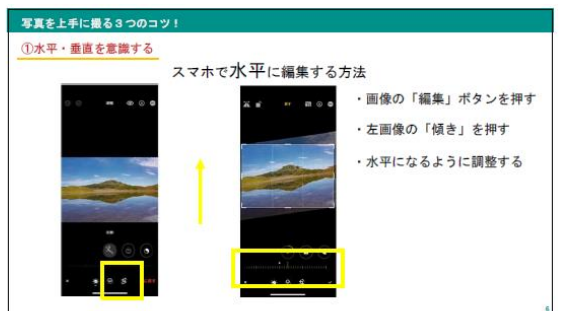 写真を上手に撮る３つのコツ！
①水平・垂直を意識する
スマホで水平に編集する方法
・画像の「編集」ボタンを押す
・左画像の「傾き」を押す
・水平になるように調整する